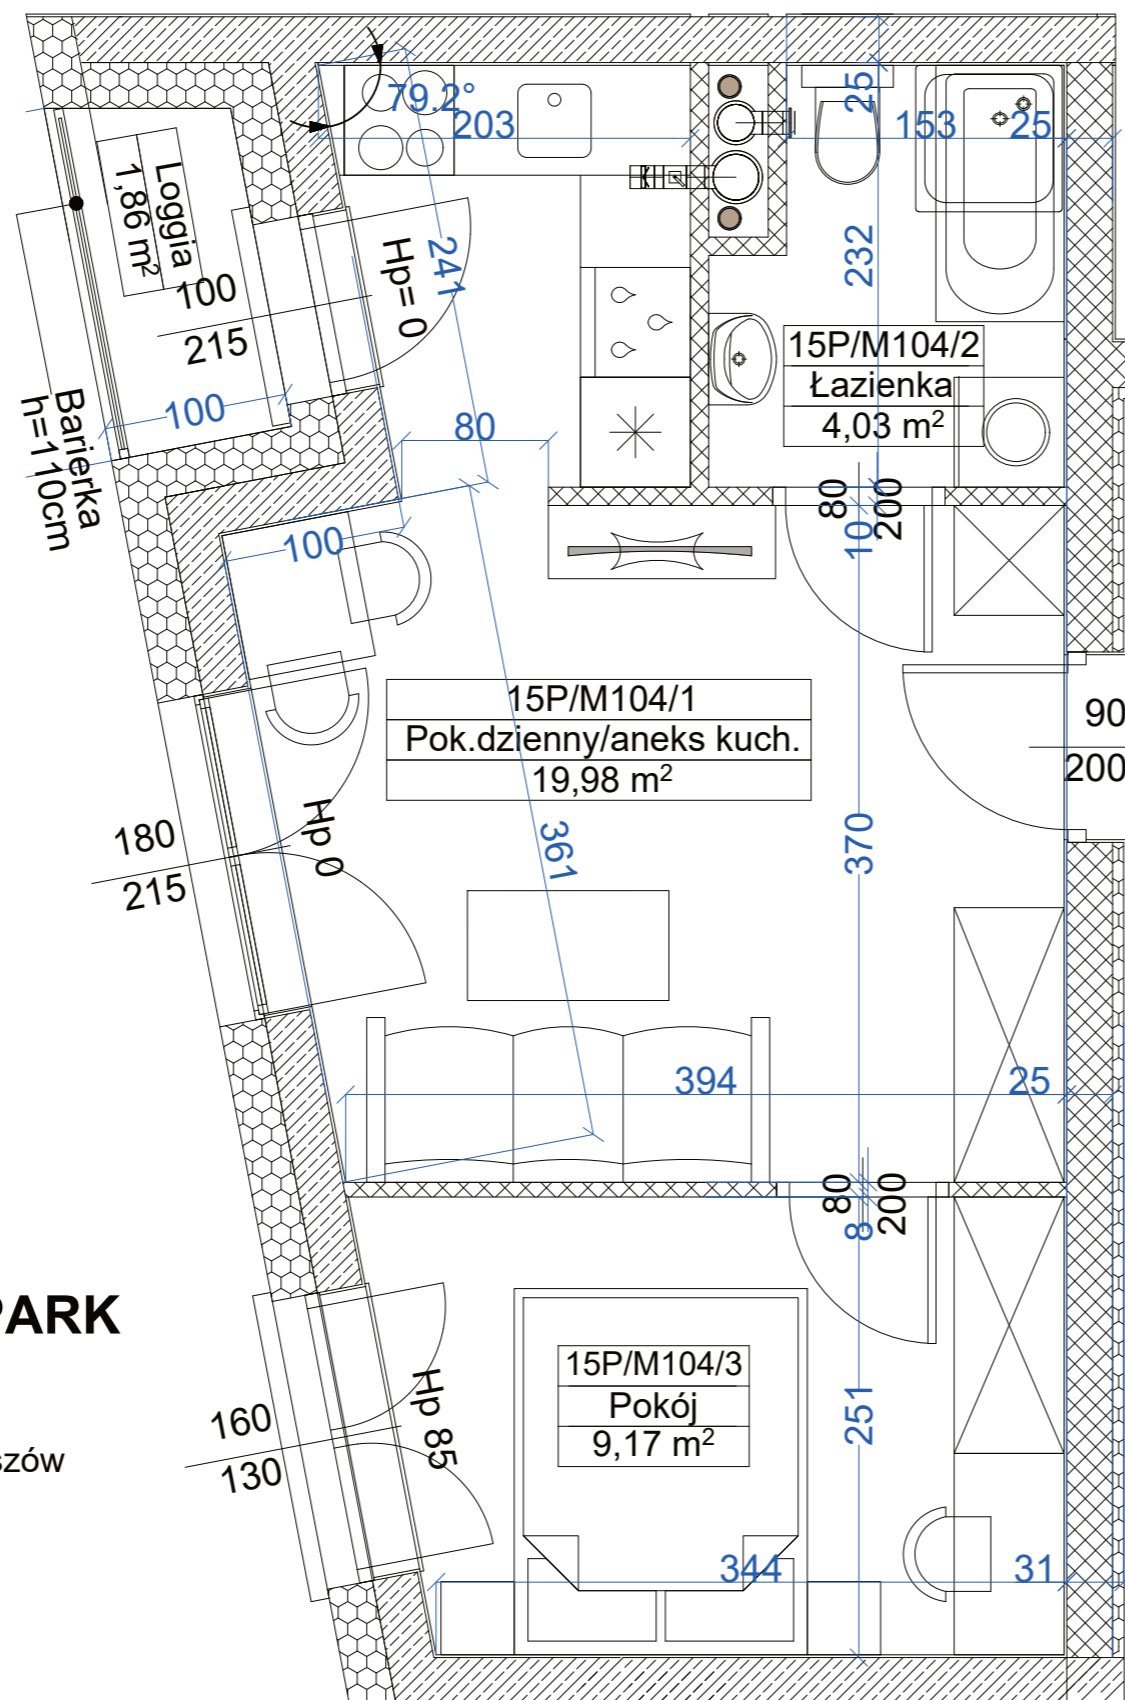 79.2°
203
25
153
25
Loggia
1,86 m²
100
215
Hp= 0
241
232
15P/M104/2
Łazienka
4,03 m²
100
Barierka
h=110cm
80
80
200
10
100
15P/M104/1
Pok.dzienny/aneks kuch.
19,98 m²
90
200
180
215
Hp 0
361
370
394
25
80
200
8
PARK
15P/M104/3
Pokój
9,17 m²
160
130
Hp 85
251
szów
344
31